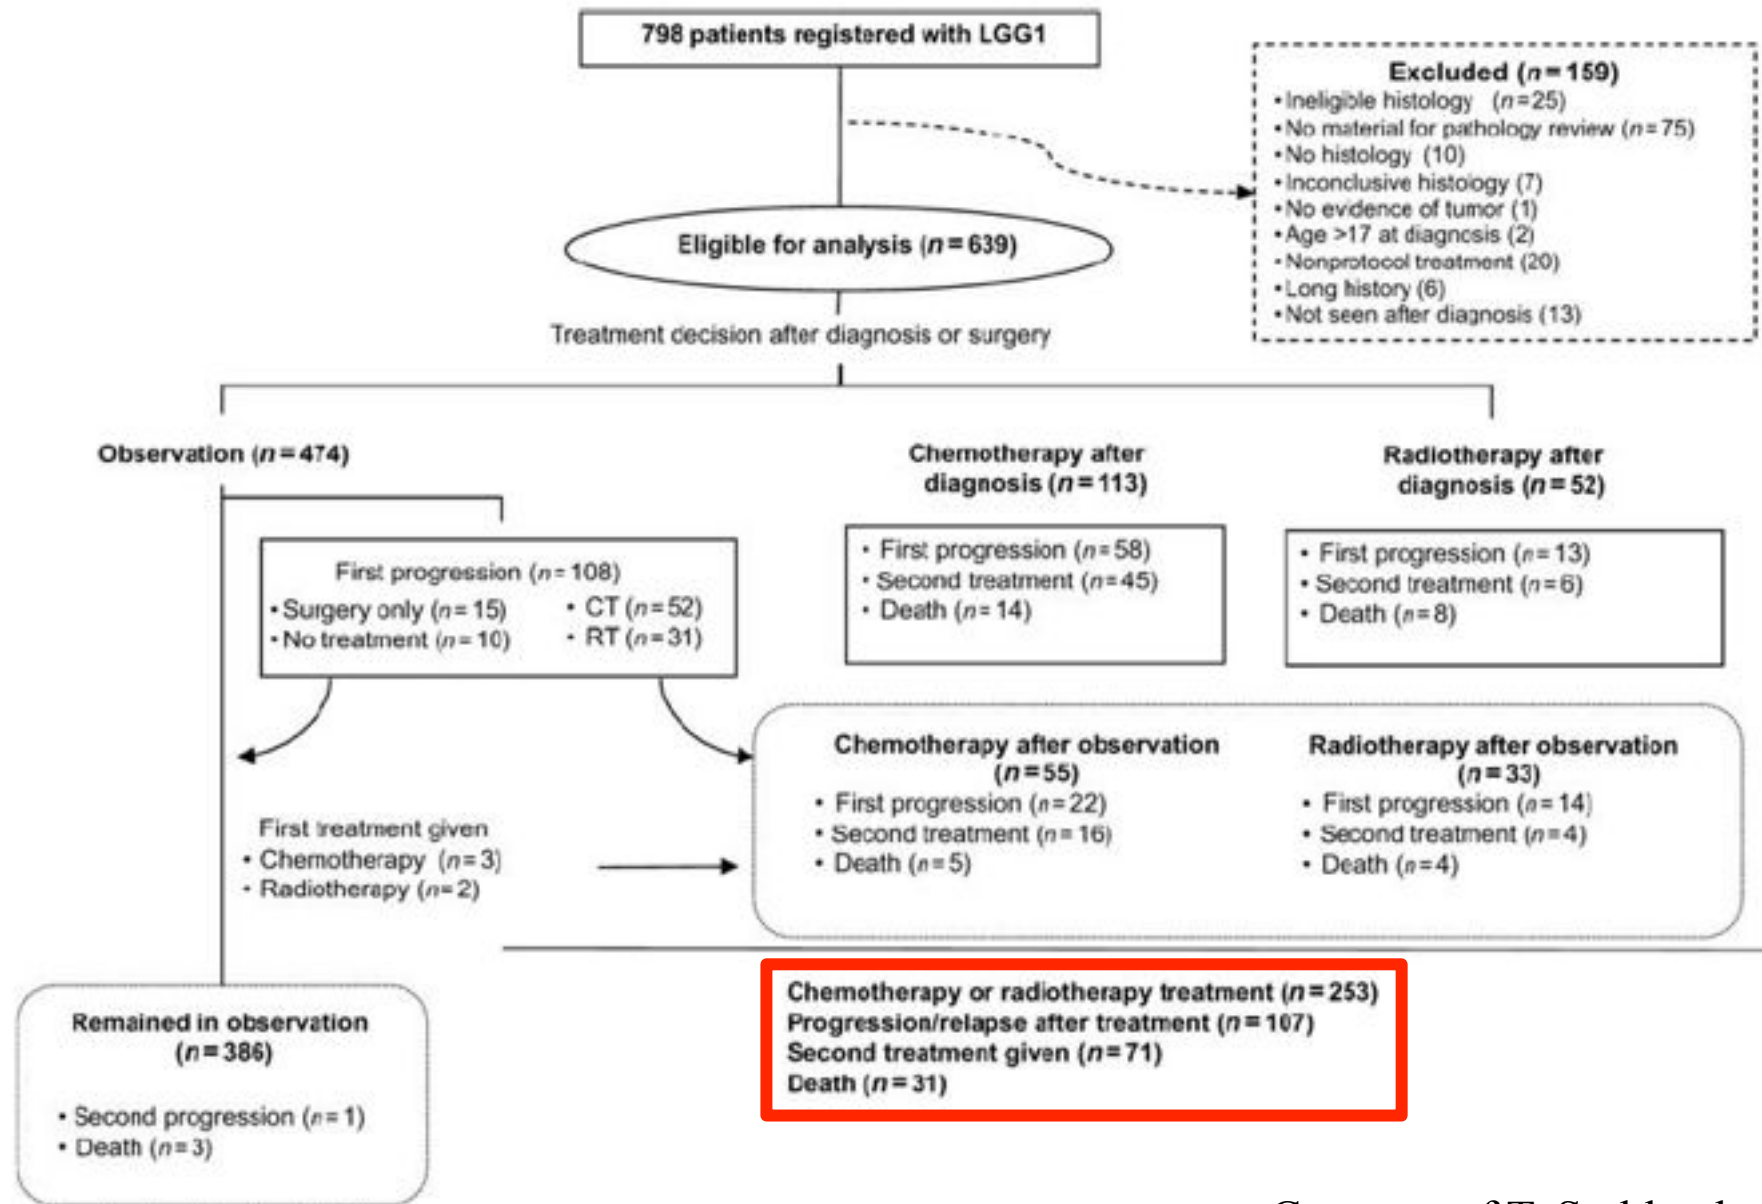 798 patients registered with LGG1
Excluded (n=159)
• Ineligible histology (n=25)
• No material for pathology review (n=75)
• No histology (10)
• Inconclusive histology (7)
• No evidence of tumor (1)
• Age >17 at diagnosis (2)
• Nonprotocol treatment (20)
• Long history (6)
• Not seen after diagnosis (13)
Eligible for analysis (n=639)
Treatment decision after diagnosis or surgery
Observation (n=474)
First progression (n=108)
• Surgery only (n=15)
• No treatment (n=10)
• CT (n=52)
• RT (n=31)
Chemotherapy after
diagnosis (n=113)
• First progression (n=58)
• Second treatment (n=45)
• Death (n=14)
Radiotherapy after
diagnosis (n=52)
• First progression (n=13)
• Second treatment (n=6)
• Death (n=8)
First treatment given
• Chemotherapy (n=3)
• Radiotherapy (n=2)
Chemotherapy after observation
(n=55)
• First progression (n=22)
• Second treatment (n=16)
• Death (n=5)
Radiotherapy after observation
(n=33)
• First progression (n=14)
• Second treatment (n=4)
• Death (n=4)
Remained in observation
(n=386)
• Second progression (n=1)
• Death (n=3)
Chemotherapy or radiotherapy treatment (n=253)
Progression/relapse after treatment (n=107)
Second treatment given (n=71)
Death (n=31)